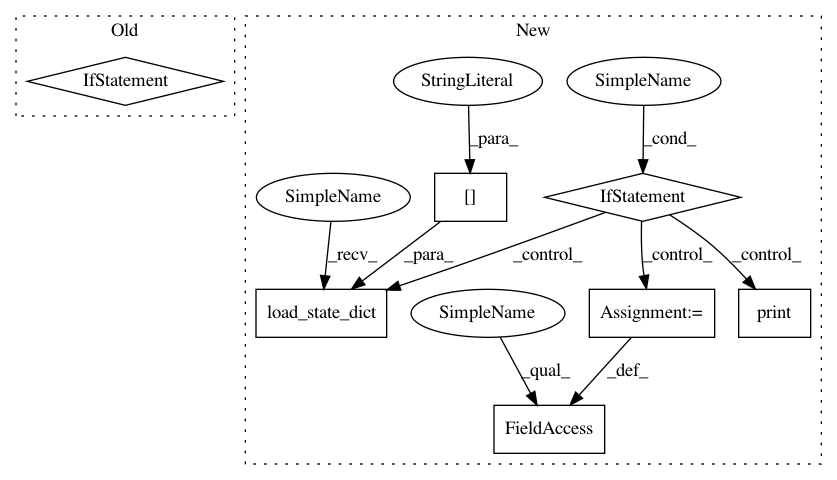 Old
New
IfStatement
StringLiteral
SimpleName
_para_
_cond_
SimpleName
[]
IfStatement
_recv_
_para_
_control_
_control_
_control_
load_state_dict
SimpleName
Assignment:=
print
_qual_
_def_
FieldAccess